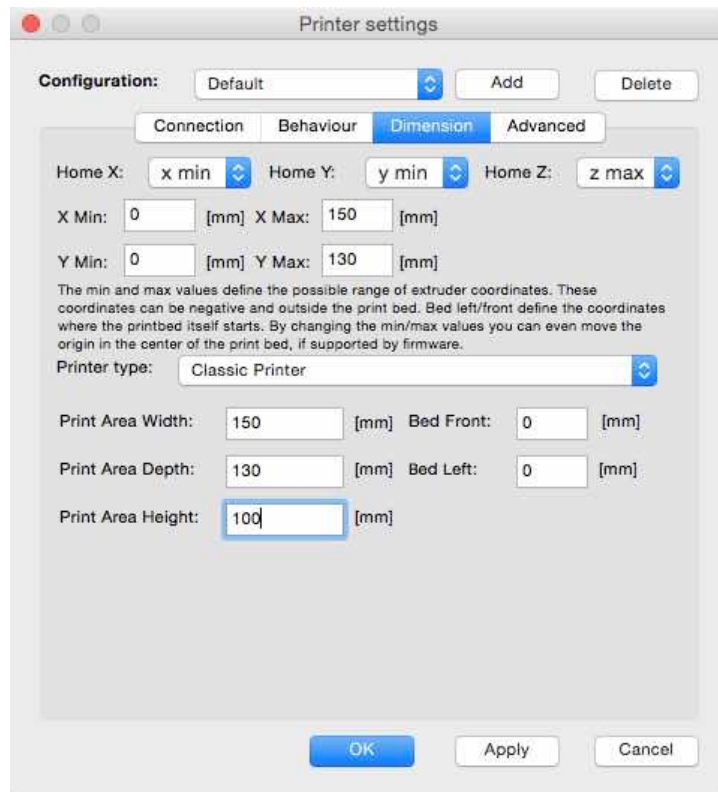 Printer settings
Configuration: Default Add Delete
Connection Behaviour Dimension Advanced
Home X: x min Home Y: y min Home Z: z max
X Min: 0 [mm] X Max: 150 [mm]
Y Min: 0 [mm] Y Max: 130 [mm]
The min and max values define the possible range of extruder coordinates. These
coordinates can be negative and outside the print bed. Bed left/front define the coordinates
where the printbed itself starts. By changing the min/max values you can even move the
origin in the center of the print bed, if supported by firmware.
Printer type: Classic Printer
Print Area Width: 150 [mm] Bed Front: 0 [mm]
Print Area Depth: 130 [mm] Bed Left: 0 [mm]
Print Area Height: 100 [mm]
OK Apply Cancel